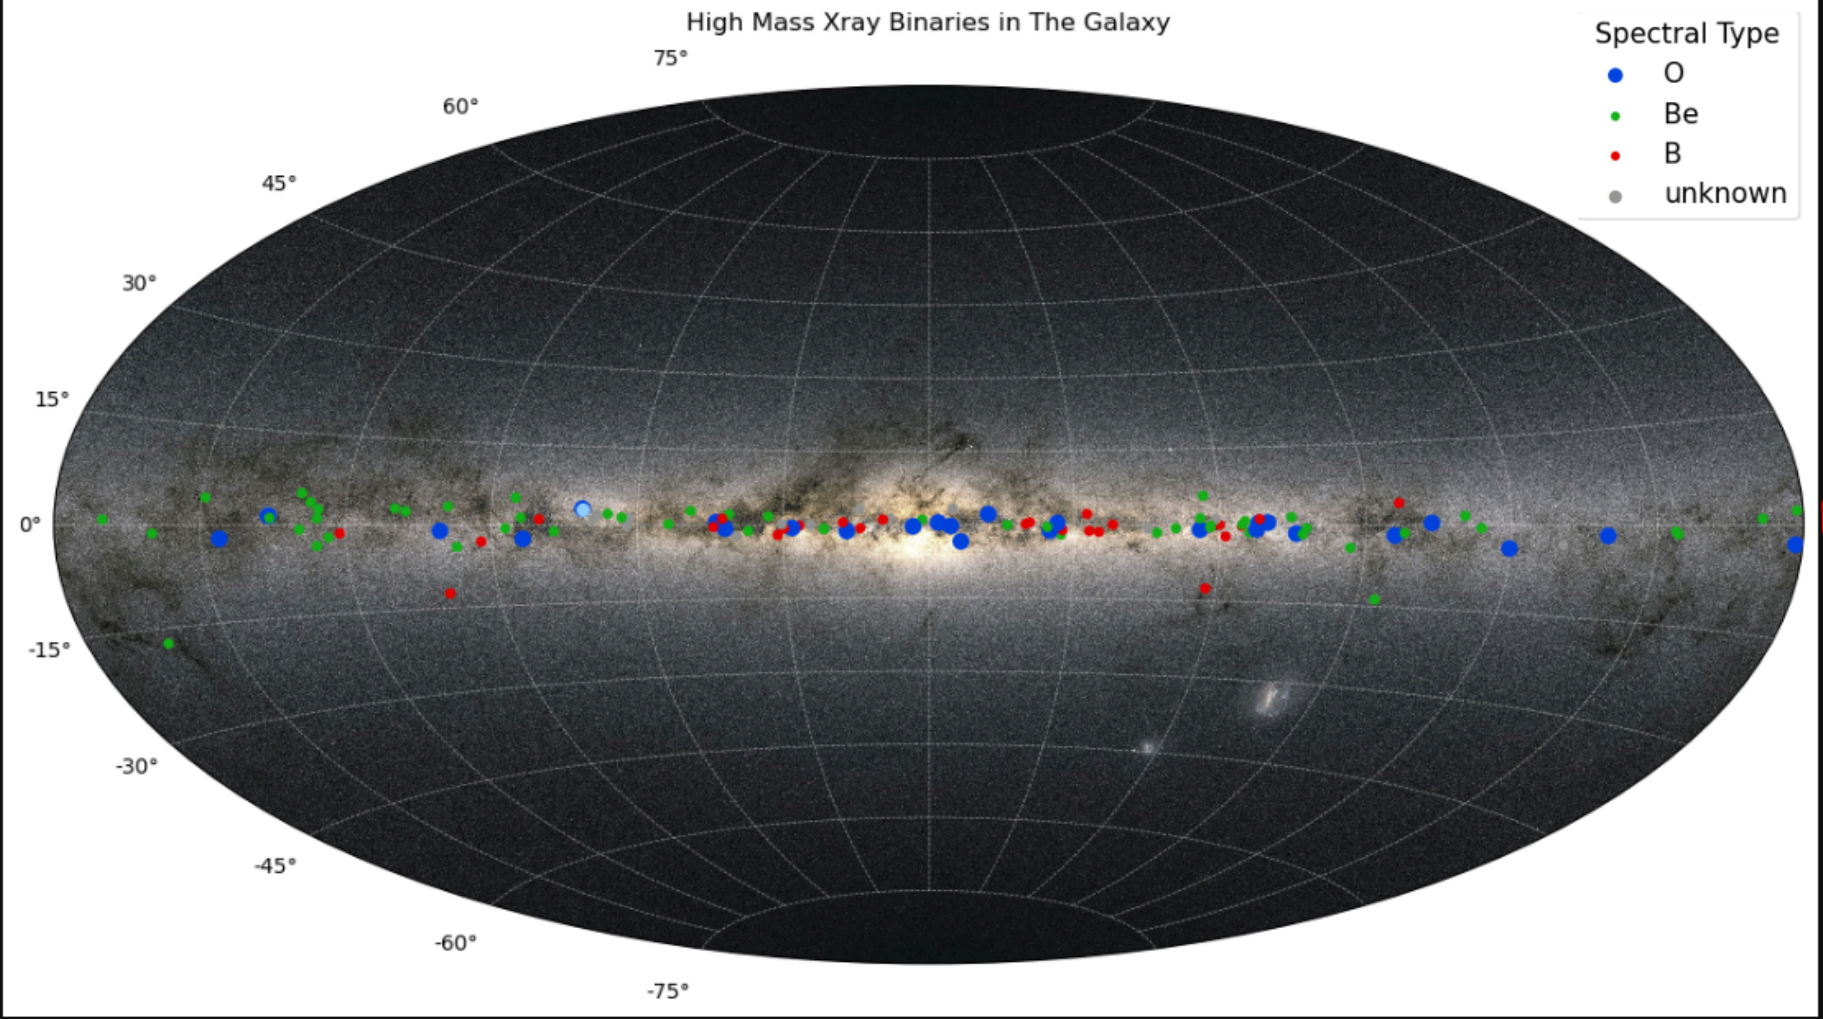 High Mass Xray Binaries in The Galaxy
Spectral Type
O
Be
B
unknown
75°
60°
45°
30°
15°
0°
-15°
-30°
-45°
-60°
-75°